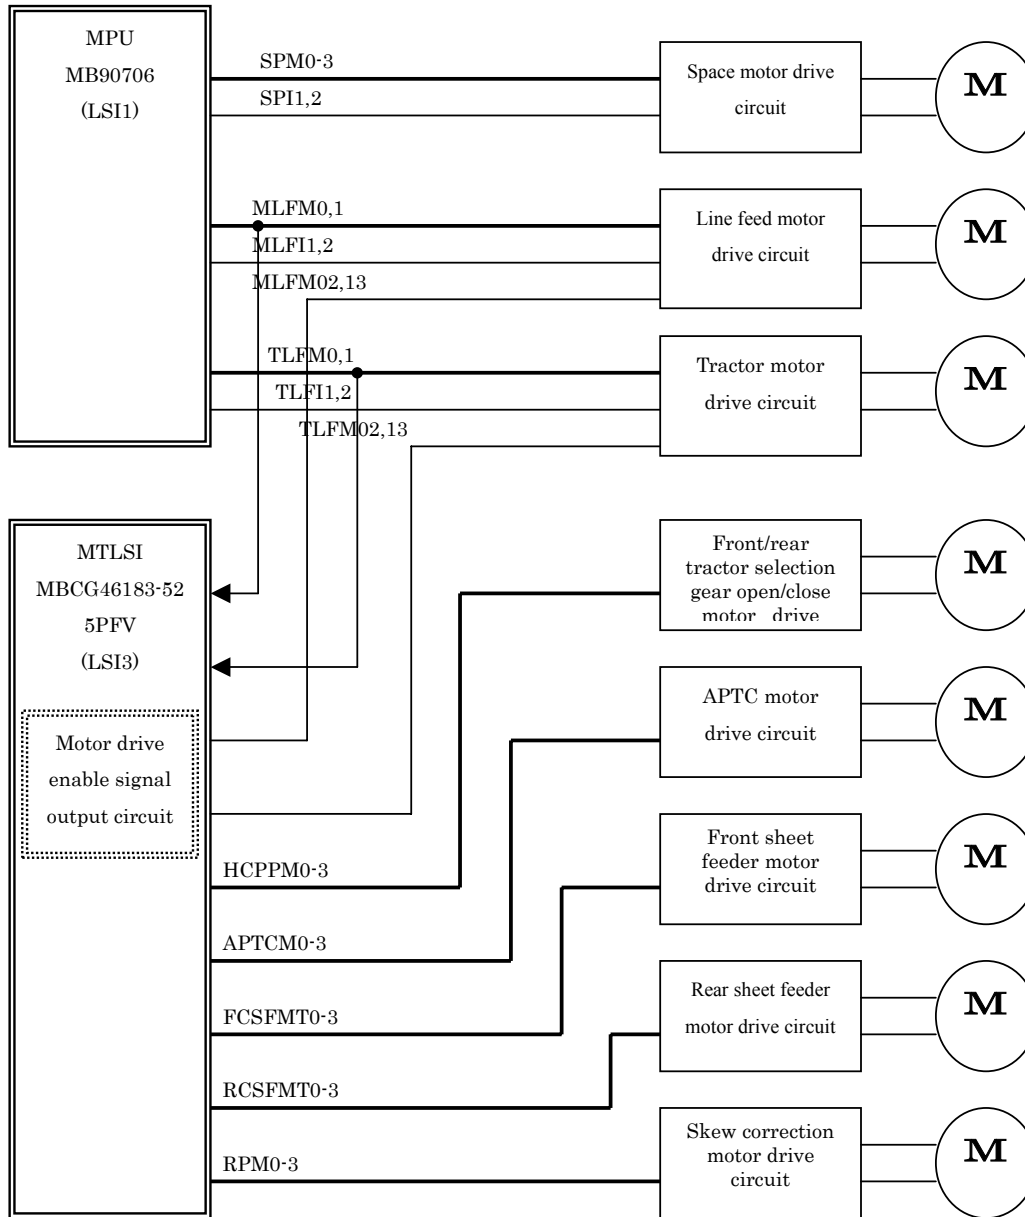 MPU
MB90706
(LSI1)
SPM0-3
SPI1,2
Space motor drive
circuit
M
MLFM0,1
MLFI1,2
MLFM02,13
Line feed motor
drive circuit
M
TLFM0,1
TLFI1,2
TLFM02,13
Tractor motor
drive circuit
M
MTLSI
MBCG46183-52
5PFV
(LSI3)
Motor drive
enable signal
output circuit
Front/rear
tractor selection
gear open/close
motor drive
M
APTC motor
drive circuit
M
HCPPM0-3
Front sheet
feeder motor
drive circuit
M
APTCM0-3
FCSFMT0-3
Rear sheet feeder
motor drive circuit
M
RCSFMT0-3
RPM0-3
Skew correction
motor drive
circuit
M